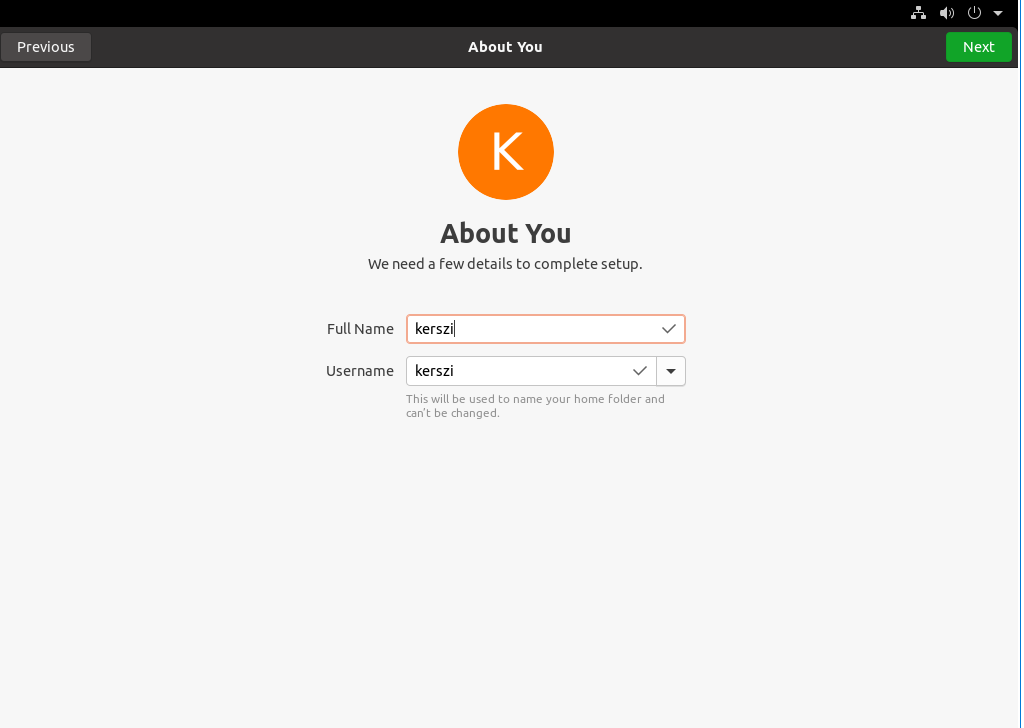 Previous
About You
Next
K
About You
We need a few details to complete setup.
Full Name kerszi
Username kerszi
This will be used to name your home folder and
can't be changed.